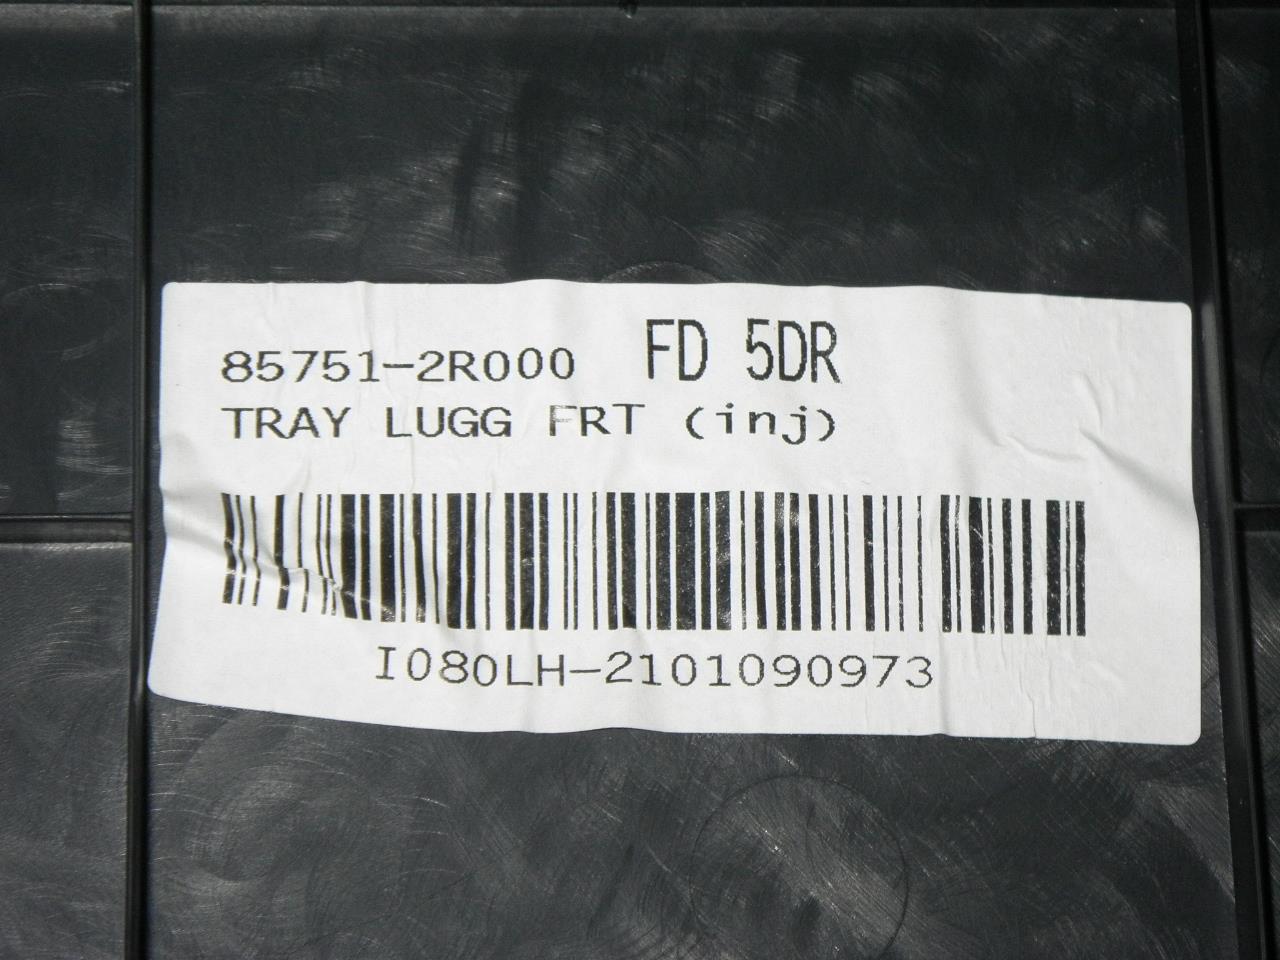 85751-2R000 FD 5DR
TRAY LUGG FRT (inj)
I080LH-2101090973